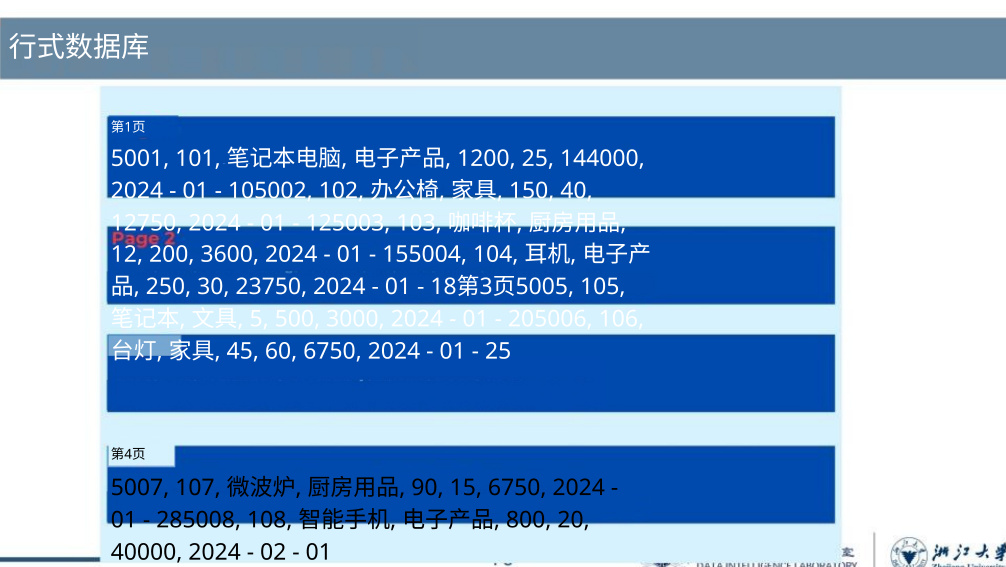 行式数据库
第1页
5001, 101, 笔记本电脑, 电子产品, 1200, 25, 144000,
2024 - 01 - 105002, 102, 办公椅, 家具, 150, 40,
12750, 2024 - 01 - 125003, 103, 咖啡杯, 厨房用品,
Page 2
12, 200, 3600, 2024 - 01 - 155004, 104, 耳机, 电子产
品, 250, 30, 23750, 2024 - 01 - 18第3页5005, 105,
笔记本, 文具, 5, 500, 3000, 2024 - 01 - 205006, 106,
台灯, 家具, 45, 60, 6750, 2024 - 01 - 25
第4页
5007, 107, 微波炉, 厨房用品, 90, 15, 6750, 2024 -
01 - 285008, 108, 智能手机, 电子产品, 800, 20,
40000, 2024 - 02 - 01
室
DATA INTELLIGENCE LABORATORY
浙江大